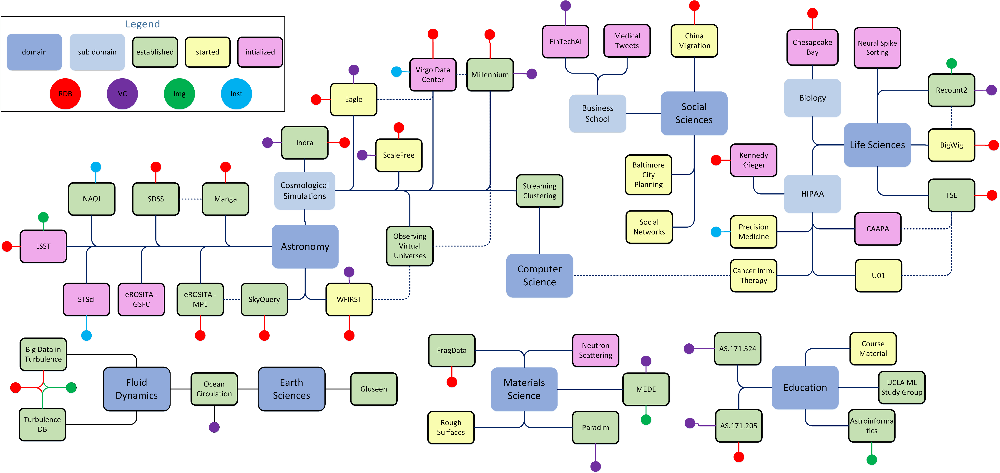 Legend
domain
sub domain
established
started
intialized
RDB
VC
Img
Inst
FinTechAI
Medical
Tweets
China
Migration
Chesapeake
Bay
Neural Spike
Sorting
Virgo Data
Center
Millennium
Eagle
Business
School
Social
Sciences
Biology
Recount2
Indra
ScaleFree
Life Sciences
BigWig
Kennedy
Krieger
Baltimore
City
Planning
Cosmological
Simulations
Streaming
Clustering
HIPAA
TSE
NAOJ
SDSS
Manga
Social
Networks
Precision
Medicine
CAAPA
LSST
Astronomy
Observing
Virtual
Universes
Computer
Science
Cancer Imm.
Therapy
U01
STScI
eROSITA -
GSFC
eROSITA -
MPE
SkyQuery
WFIRST
Big Data in
Turbulence
Fluid
Dynamics
Ocean
Circulation
Earth
Sciences
Gluseen
Turbulence
DB
FragData
Neutron
Scattering
Materials
Science
MEDE
Rough
Surfaces
Paradim
AS.171.324
Course
Material
Education
UCLA ML
Study Group
AS.171.205
Astroinforma
tics